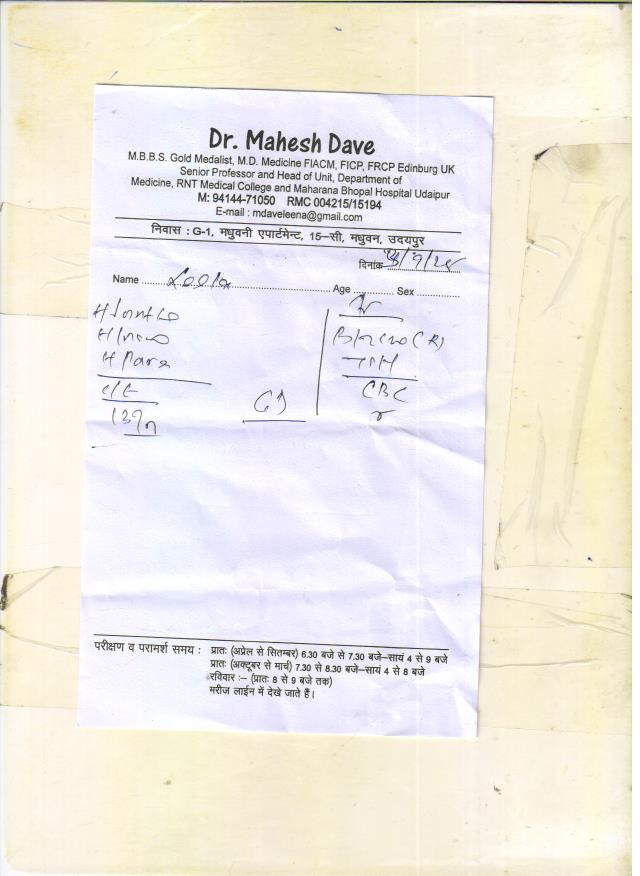 Dr. Mahesh Dave
M.B.B.S. Gold Medalist, M.D. Medicine FIACM, FICP, FRCP Edinburg UK
Senior Professor and Head of Unit, Department of
Medicine, RNT Medical College and Maharana Bhopal Hospital Udaipur
M: 94144-71050 RMC 004215/15194
E-mail : mdaveleena@gmail.com
निवास : G-1, मधुवनी एपार्टमेन्ट, 15–सी, मधुवन, उदयपुर
दिनांक
Name Age Sex
TSH
CBC
परीक्षण व परामर्श समय : प्रातः (अप्रेल से सितम्बर) 6.30 बजे से 7.30 बजे–सायं 4 से 9 बजे
प्रातः (अक्टूबर से मार्च) 7.30 से 8.30 बजे–सायं 4 से 8 बजे
रविवार :– (प्रातः 8 से 9 बजे तक)
मरीज लाईन में देखे जाते हैं।